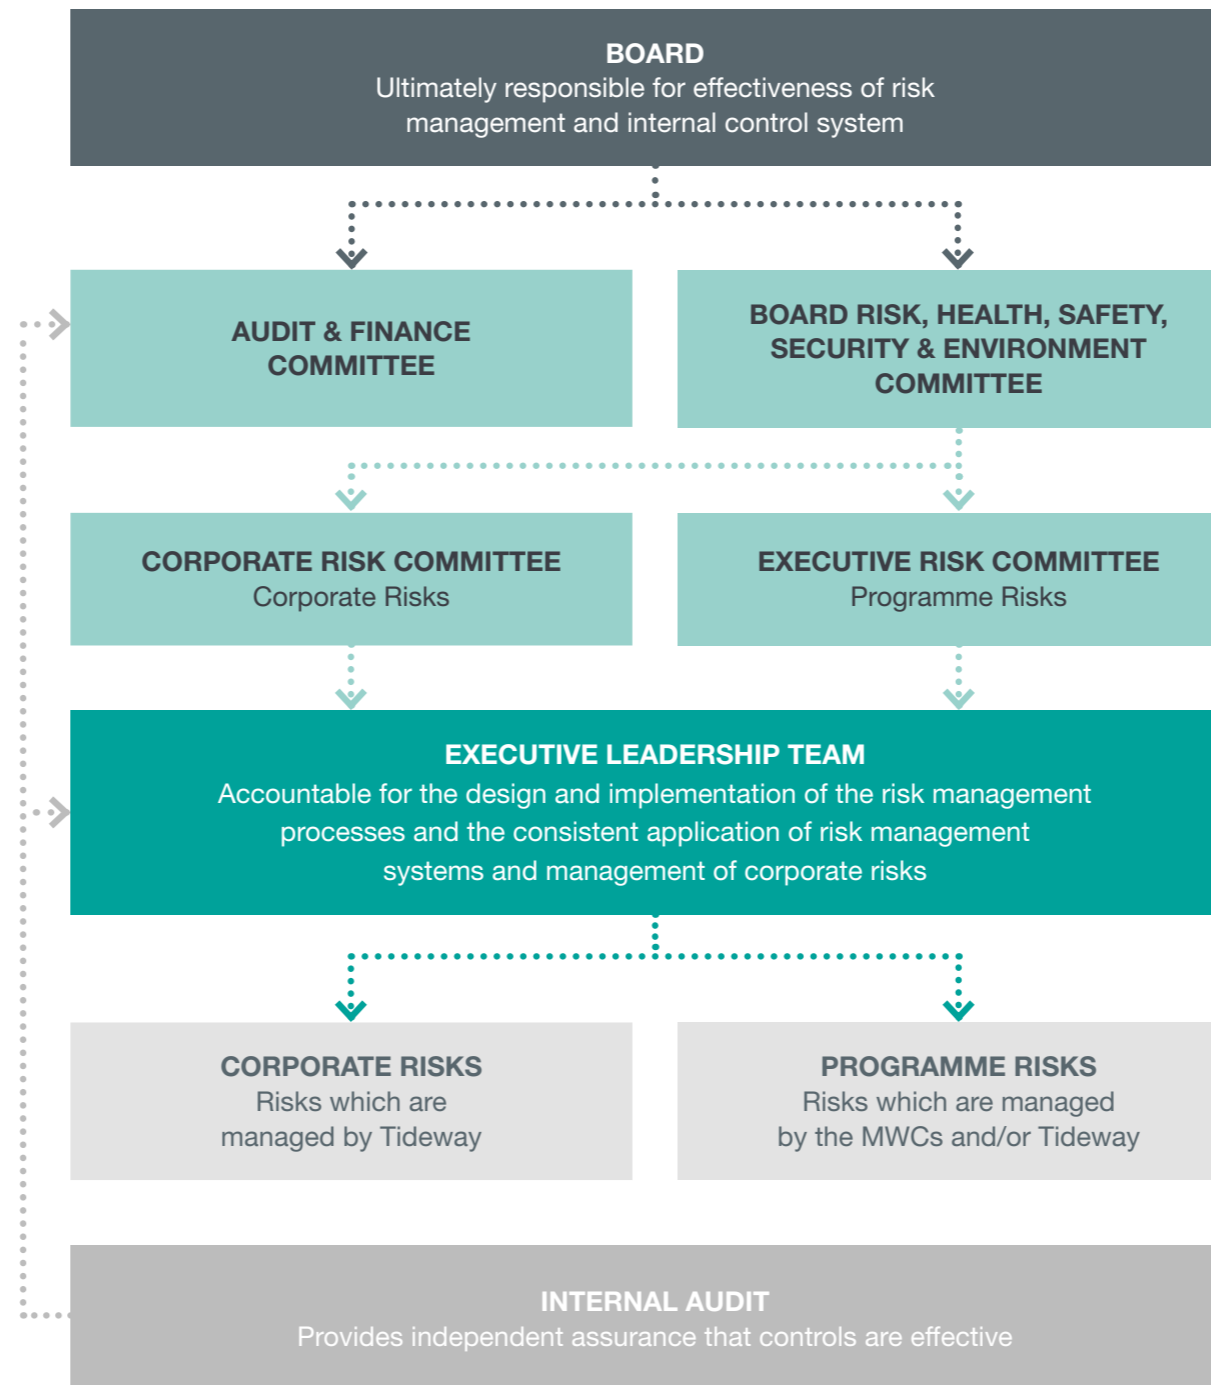 BOARD
Ultimately responsible for effectiveness of risk
management and internal control system
AUDIT & FINANCE
COMMITTEE
BOARD RISK, HEALTH, SAFETY,
SECURITY & ENVIRONMENT
COMMITTEE
CORPORATE RISK COMMITTEE
Corporate Risks
EXECUTIVE RISK COMMITTEE
Programme Risks
EXECUTIVE LEADERSHIP TEAM
Accountable for the design and implementation of the risk management
processes and the consistent application of risk management
systems and management of corporate risks
CORPORATE RISKS
Risks which are
managed by Tideway
PROGRAMME RISKS
Risks which are managed
by the MWCs and/or Tideway
INTERNAL AUDIT
Provides independent assurance that controls are effective